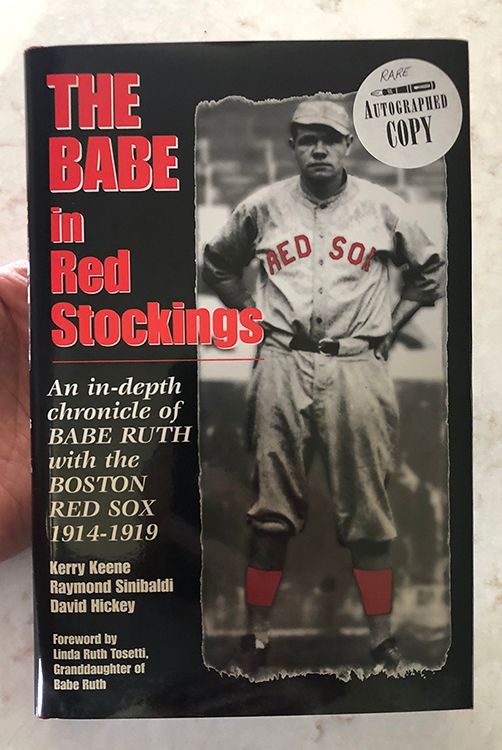 THE
BABE
in
Red
Stockings
An in-depth
chronicle of
BABE RUTH
with the
BOSTON
RED SOX
1914-1919
Kerry Keene
Raymond Sinibaldi
David Hickey
Foreword by
Linda Ruth Tosetti,
Granddaughter of
Babe Ruth
RARE
AUTOGRAPHED
COPY
RED SOX